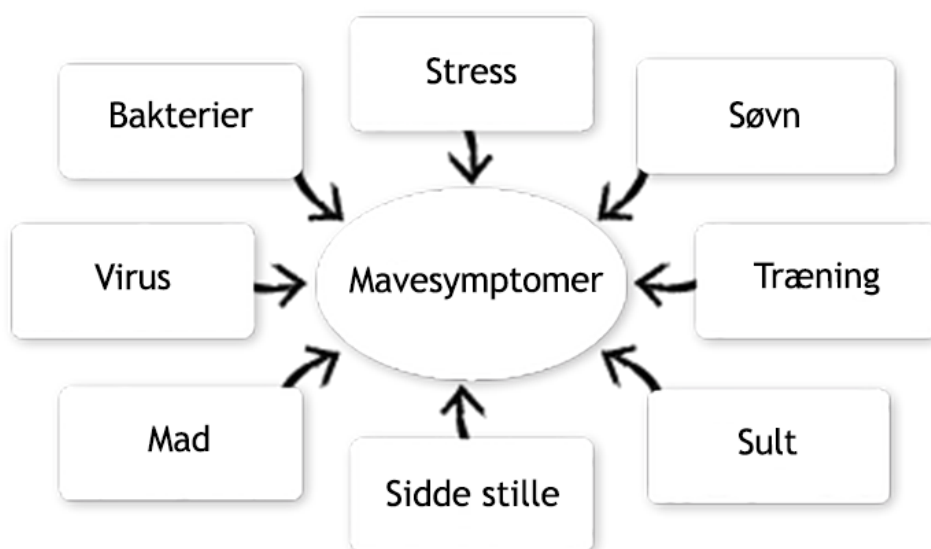 Stress
Bakterier
Søvn
Virus
Mavesymptomer
Træning
Mad
Sult
Sidde stille